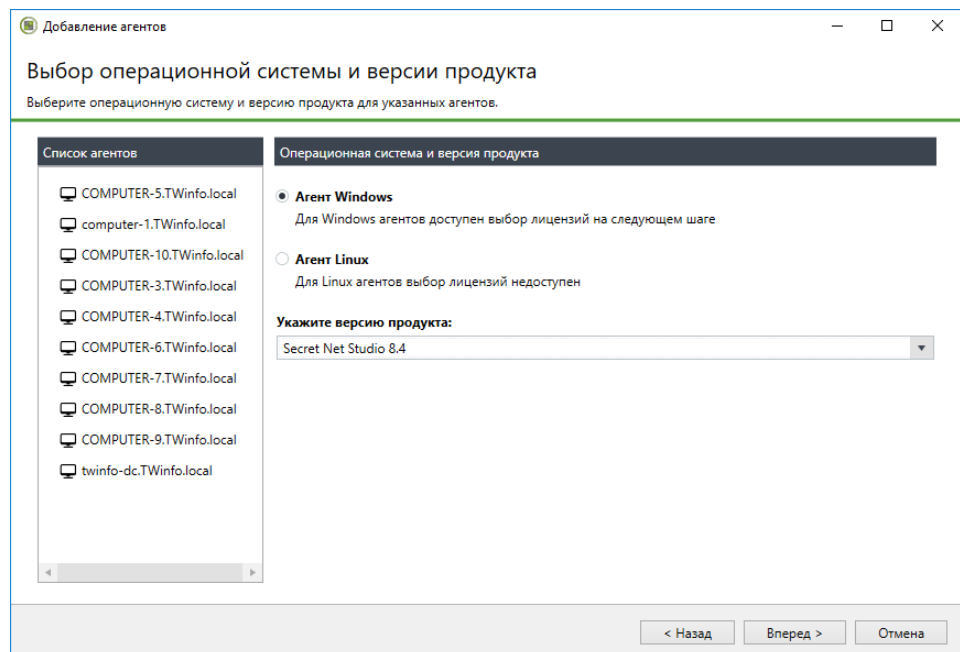 Добавление агентов
Выбор операционной системы и версии продукта
Выберите операционную систему и версию продукта для указанных агентов.
Список агентов
COMPUTER-5.TWinfo.local
computer-1.TWinfo.local
COMPUTER-10.TWinfo.local
COMPUTER-3.TWinfo.local
COMPUTER-4.TWinfo.local
COMPUTER-6.TWinfo.local
COMPUTER-7.TWinfo.local
COMPUTER-8.TWinfo.local
COMPUTER-9.TWinfo.local
twinfo-dc.TWinfo.local
Операционная система и версия продукта
Агент Windows
Для Windows агентов доступен выбор лицензий на следующем шаге
Агент Linux
Для Linux агентов выбор лицензий недоступен
Укажите версию продукта:
Secret Net Studio 8.4
< Назад
Вперед >
Отмена